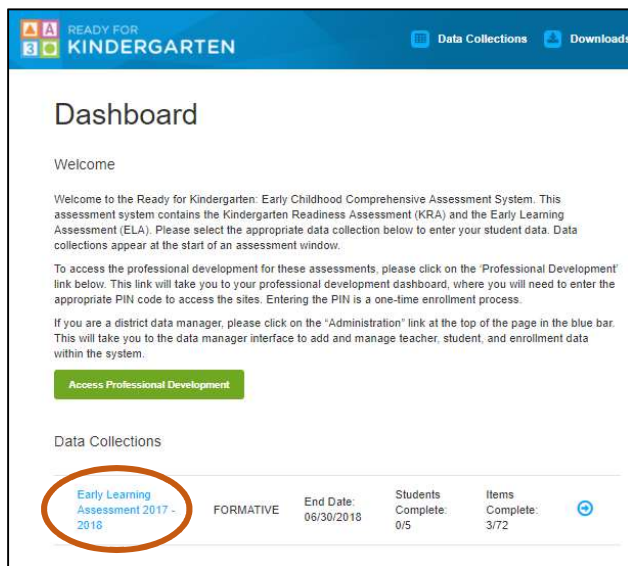 READY FOR
KINDERGARTEN
Data Collections
Downloads
Dashboard
Welcome
Welcome to the Ready for Kindergarten: Early Childhood Comprehensive Assessment System. This
assessment system contains the Kindergarten Readiness Assessment (KRA) and the Early Learning
Assessment (ELA). Please select the appropriate data collection below to enter your student data. Data
collections appear at the start of an assessment window.
To access the professional development for these assessments, please click on the 'Professional Development'
link below. This link will take you to your professional development dashboard, where you will need to enter the
appropriate PIN code to access the sites. Entering the PIN is a one-time enrollment process.
If you are a district data manager, please click on the "Administration" link at the top of the page in the blue bar.
This will take you to the data manager interface to add and manage teacher, student, and enrollment data
within the system.
Access Professional Development
Data Collections
Early Learning
Assessment 2017 -
2018
FORMATIVE
End Date:
06/30/2018
Students
Complete:
0/5
Items
Complete:
3/72